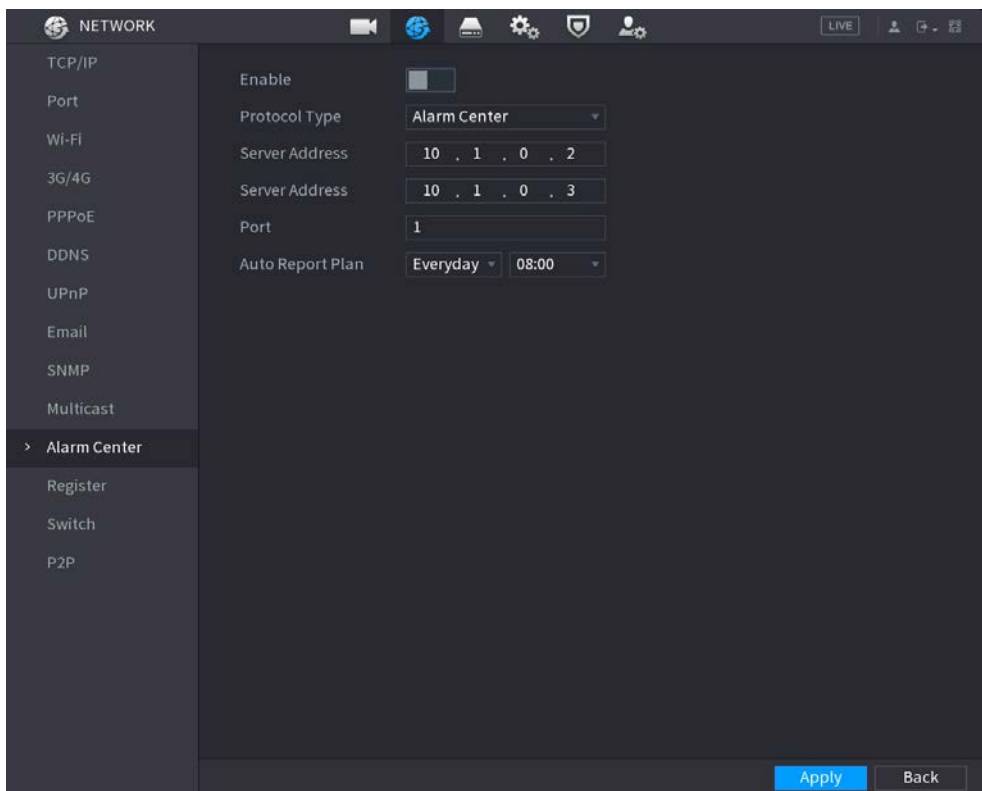 NETWORK
LIVE
TCP/IP
Port
Wi-Fi
3G/4G
PPPoE
DDNS
UPnP
Email
SNMP
Multicast
> Alarm Center
Register
Switch
P2P
Enable
Protocol Type Alarm Center
Server Address 10 . 1 . 0 . 2
Server Address 10 . 1 . 0 . 3
Port 1
Auto Report Plan Everyday 08:00
Apply Back